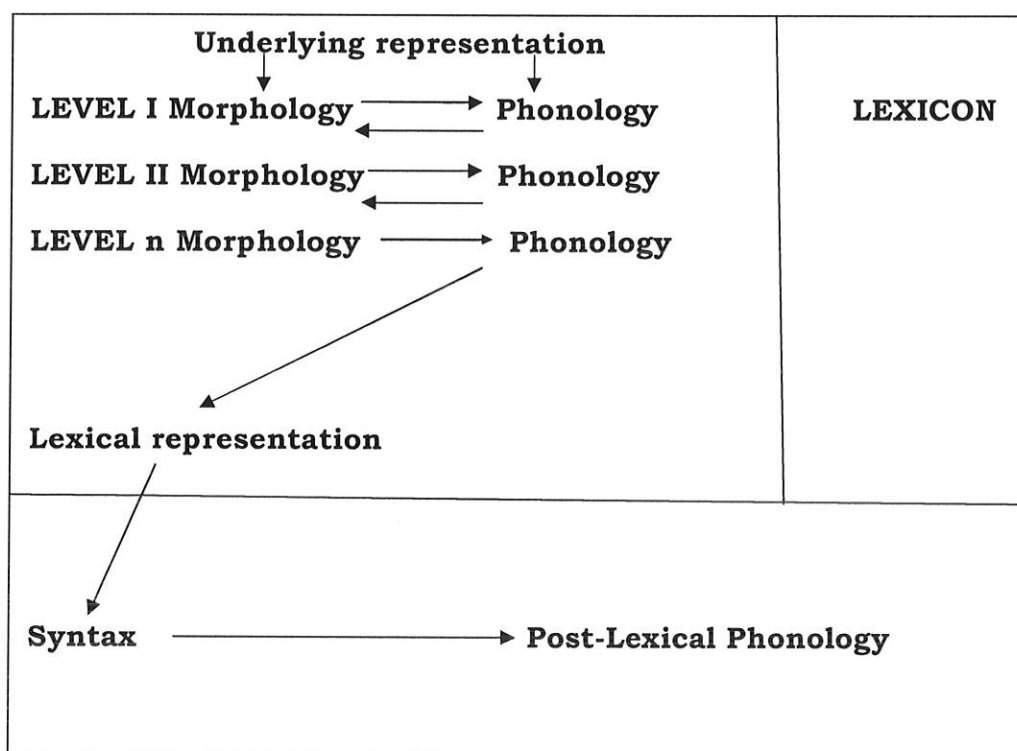 Underlying representation
LEVEL I Morphology Phonology LEXICON
LEVEL II Morphology Phonology
LEVEL n Morphology Phonology
Lexical representation
Syntax Post-Lexical Phonology